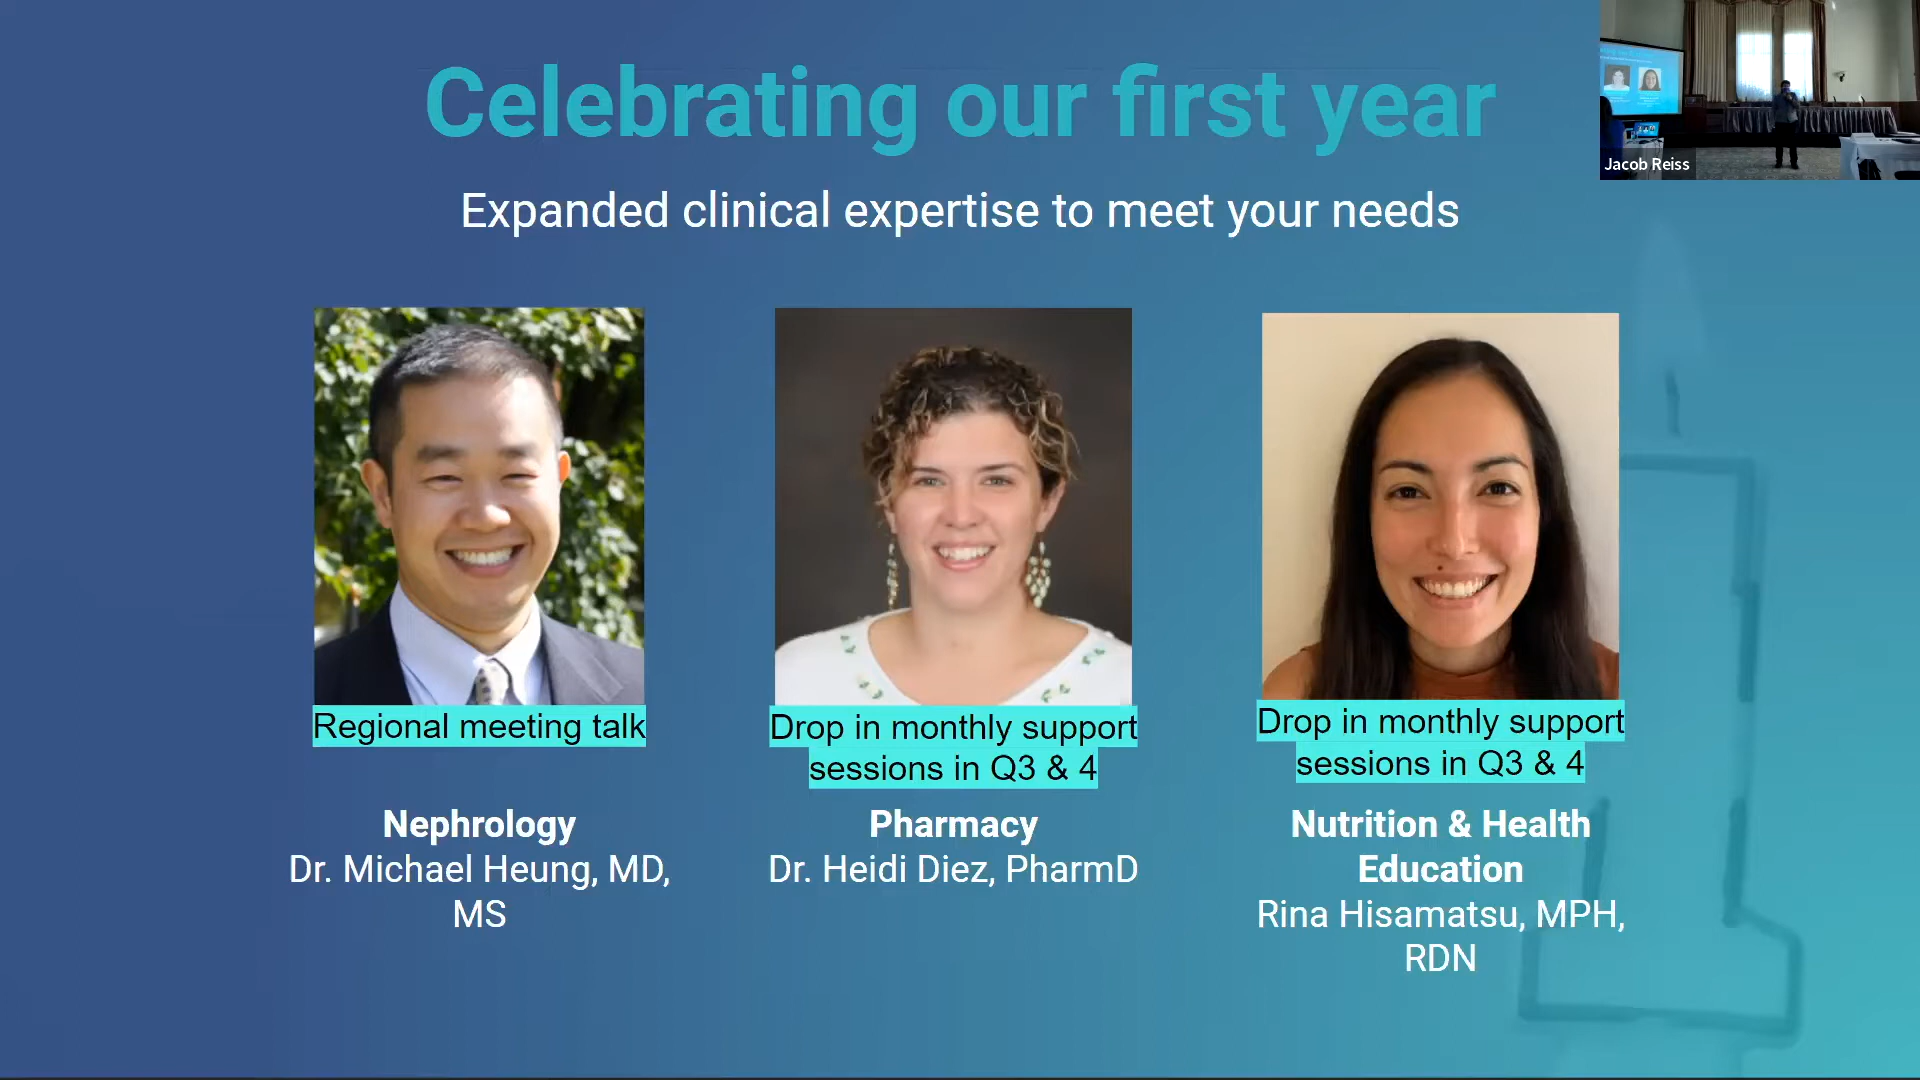 Celebrating our first year
Expanded clinical expertise to meet your needs
Jacob Reiss
Regional meeting talk
Nephrology
Dr. Michael Heung, MD,
MS
Drop in monthly support
sessions in Q3 & 4
Pharmacy
Dr. Heidi Diez, PharmD
Drop in monthly support
sessions in Q3 & 4
Nutrition & Health
Education
Rina Hisamatsu, MPH,
RDN